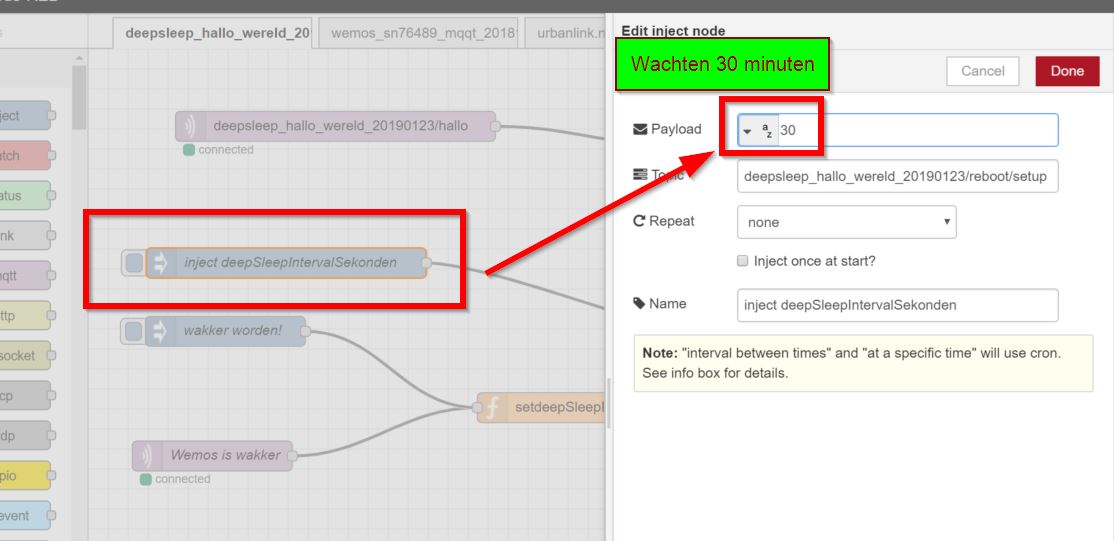 deepsleep_hallo_wereld_20
wemos_sn76489_mqqt_2018
urbanlink.n
Edit inject node
Wachten 30 minuten
Cancel
Done
ject
deepsleep_hallo_wereld_20190123/hallo
connected
Payload
a
z
30
atch
Topic
deepsleep_hallo_wereld_20190123/reboot/setup
atus
Repeat
none
nk
inject deepSleepIntervalSekonden
Inject once at start?
nqtt
Name
inject deepSleepIntervalSekonden
ttp
wakker worden!
Note: "interval between times" and "at a specific time" will use cron.
See info box for details.
socket
cp
setdeepSleepI
dp
Wemos is wakker
connected
pio
event